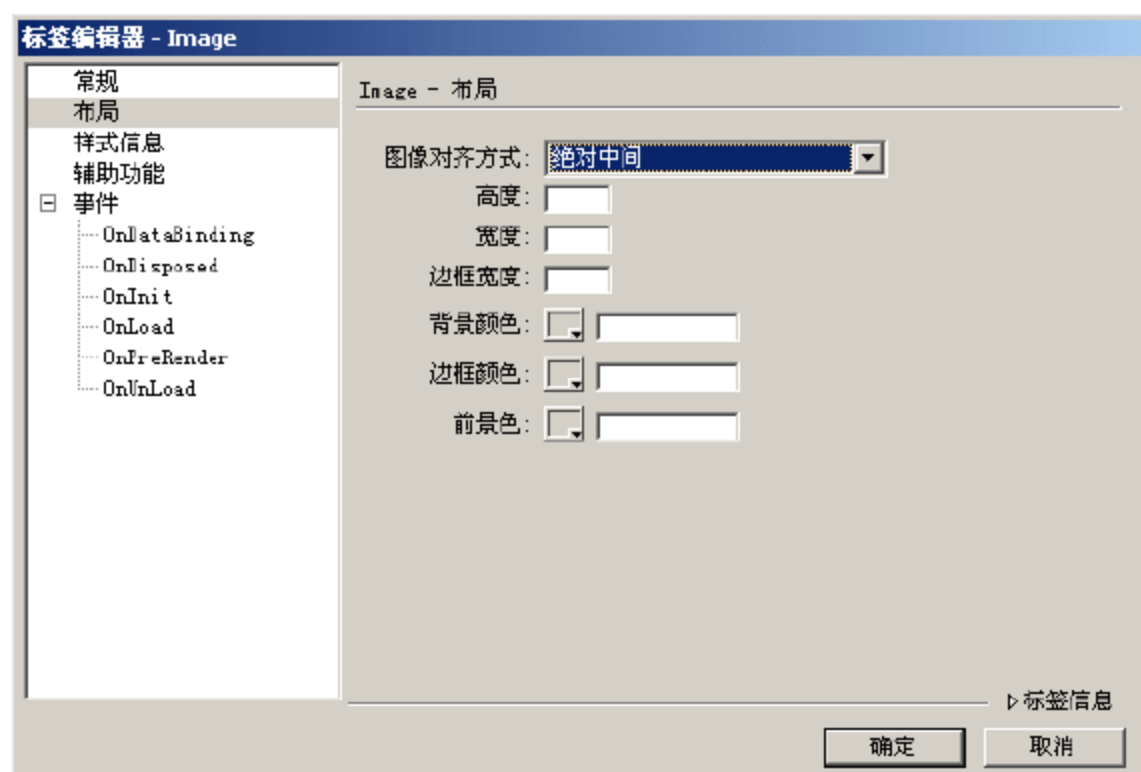 标签编辑器 - Image
常规
布局
样式信息
辅助功能
事件
OnDataBinding
OnDisposed
OnInit
OnLoad
OnPreRender
OnUnLoad
Image - 布局
图像对齐方式: 绝对中间
高度:
宽度:
边框宽度:
背景颜色:
边框颜色:
前景色:
标签信息
确定
取消